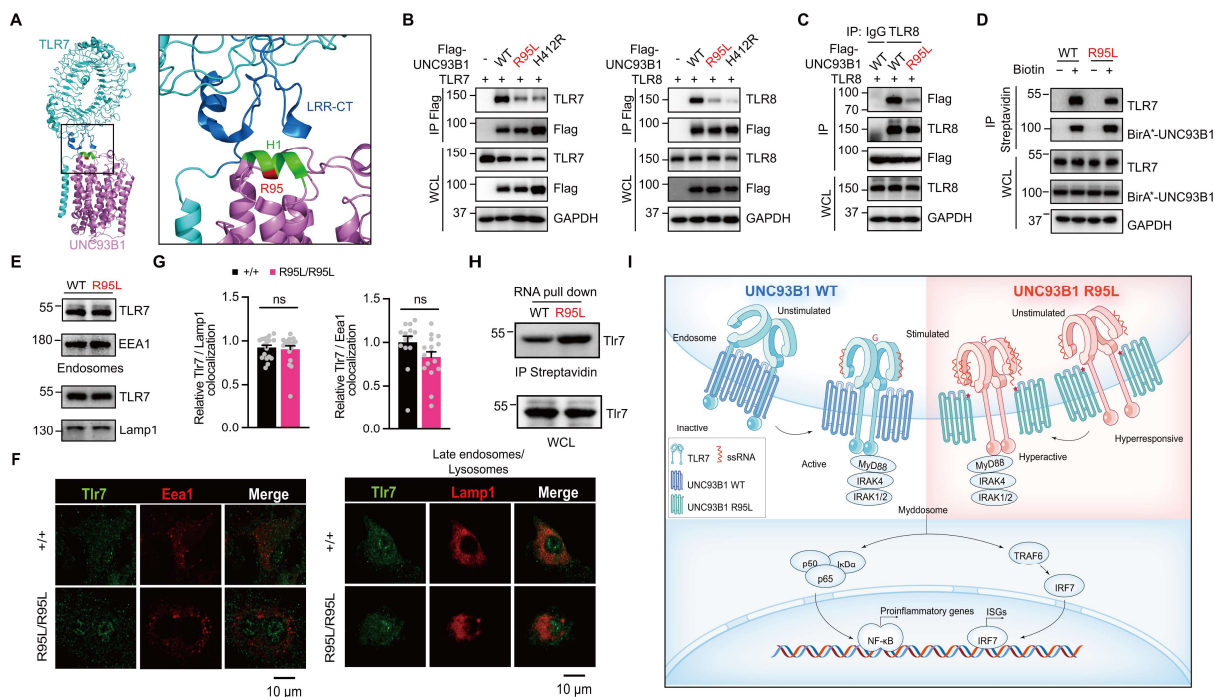 A
TLR7
UNC93B1
LRR-CT
H1
R95
B
Flag-
UNC93B1
- WT R95L H412R
TLR7 + + + +
IP Flag
150
TLR7
100
Flag
WCL
150
TLR7
100
Flag
37
GAPDH
Flag-
UNC93B1
- WT R95L H412R
TLR8 + + + +
IP Flag
150
TLR8
100
Flag
WCL
150
TLR8
100
Flag
37
GAPDH
C
IP: IgG TLR8
Flag-
UNC93B1
WT WT R95L
TLR8 + + +
IP
100
70
Flag
150
TLR8
WCL
Flag
100
TLR8
37
GAPDH
D
WT R95L
Biotin - + - +
IP
Streptavidin
55
TLR7
100
BirA*-UNC93B1
WCL
55
TLR7
100
BirA*-UNC93B1
37
GAPDH
E
WT R95L
55
TLR7
180
EEA1
Endosomes
55
TLR7
130
Lamp1
Late endosomes/
Lysosomes
F
Tlr7 Eea1 Merge
+/+
R95L/R95L
10 μm
Tlr7 Lamp1 Merge
+/+
R95L/R95L
10 μm
G
+/+ R95L/R95L
Relative Tlr7 / Lamp1
colocalization
1.5
1.0
0.5
0.0
ns
Relative Tlr7 / Eea1
colocalization
1.5
1.0
0.5
0.0
ns
H
RNA pull down
WT R95L
55
Tlr7
IP Streptavidin
55
Tlr7
WCL
I
UNC93B1 WT
UNC93B1 R95L
Unstimulated
Unstimulated
Endosome
Stimulated
G
G
Inactive
Active
Hyperactive
Hyperresponsive
TLR7 ssRNA
UNC93B1 WT
UNC93B1 R95L
MyD88
IRAK4
IRAK1/2
MyD88
IRAK4
IRAK1/2
Myddosome
p50
IκDα
p65
TRAF6
IRF7
Proinflammatory genes
ISGs
NF-κB
IRF7